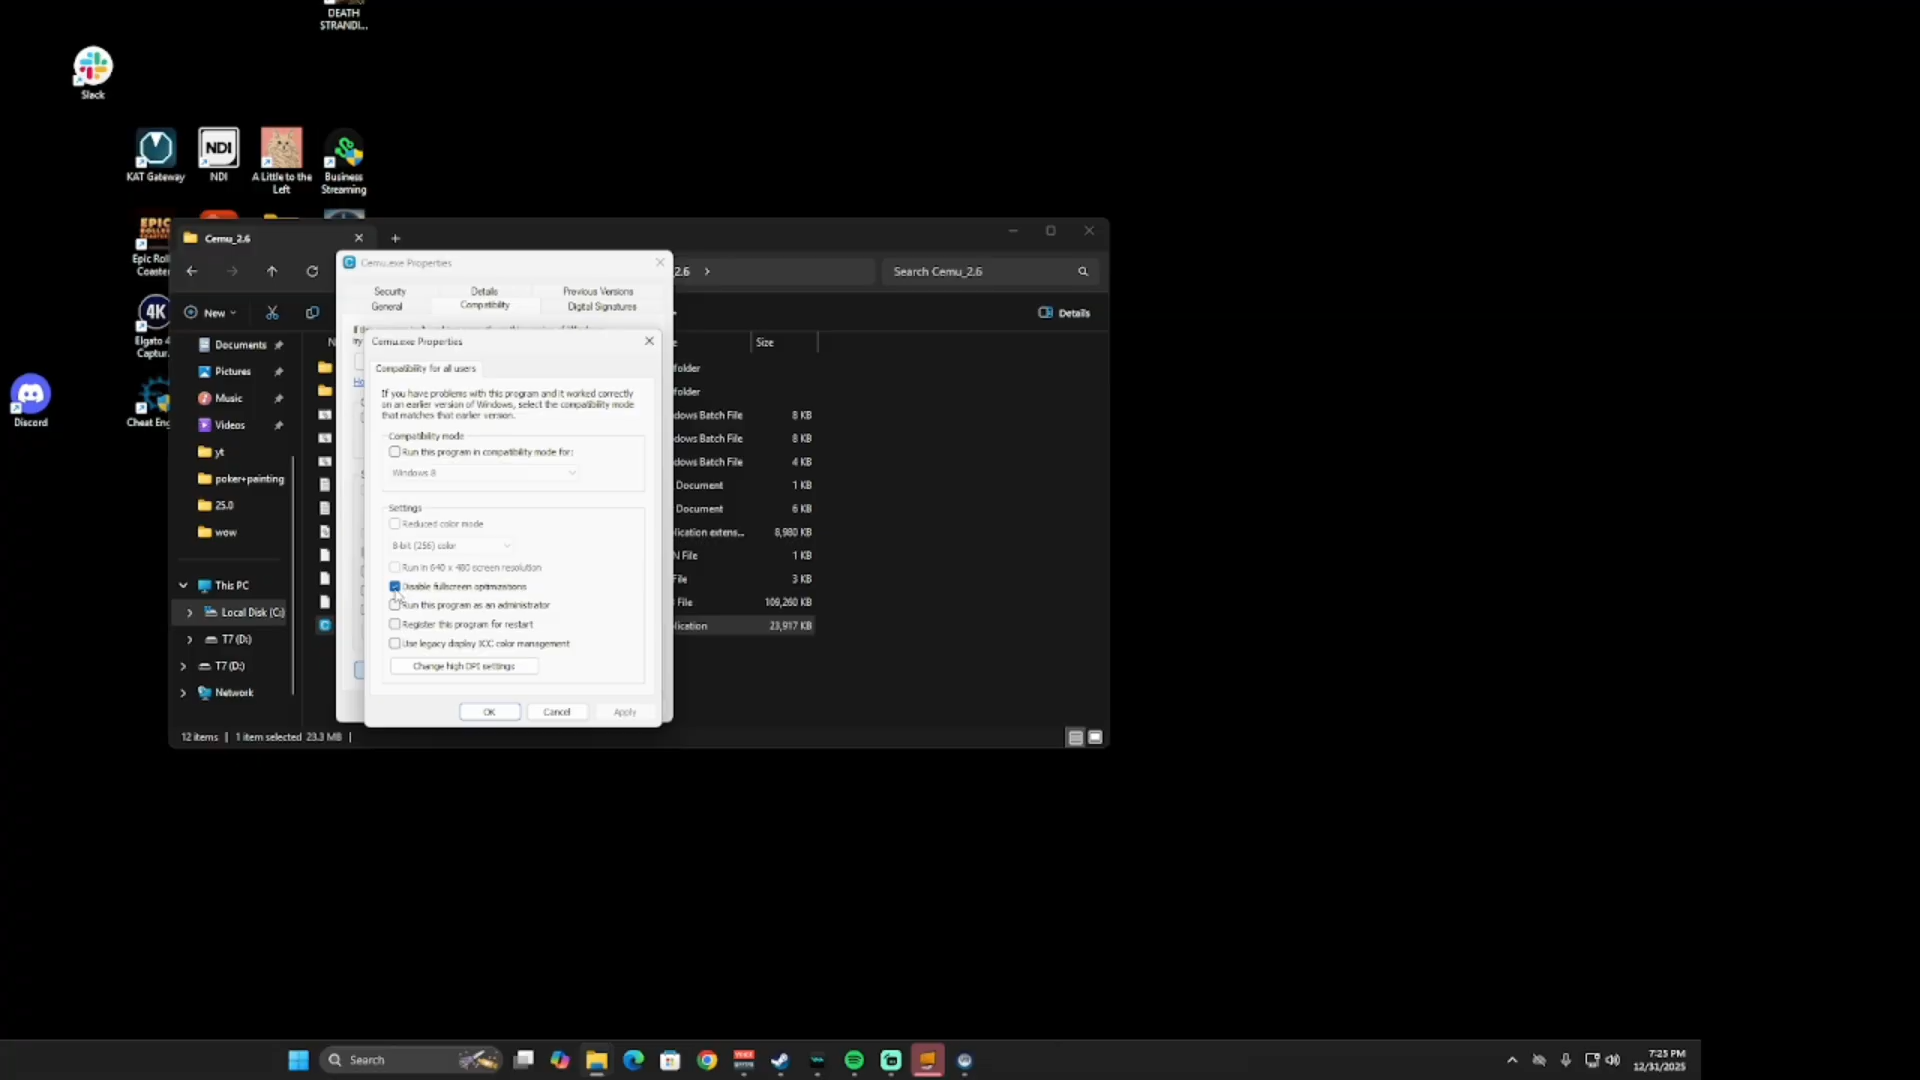 DEATH
STRANDI...
Slack
KAT Gateway
NDI
NDI
A Little to the
Left
Business
Streaming
EPIC
Epic Roll
Coaste
4K
Elgato 4
Captur.
Cheat Eng
Discord
Cemu_2.6
2.6
Search Cemu_2.6
New
Details
Documents
Pictures
Music
Videos
yt
poker+painting
25.0
wow
This PC
Local Disk (C:)
T7 (D:)
T7 (D:)
Network
12 items
1 item selected 23.3 MB
Size
folder
folder
dows Batch File 8 KB
dows Batch File 8 KB
dows Batch File 4 KB
Document 1 KB
Document 6 KB
lication extens... 8,980 KB
N File 1 KB
File 3 KB
File 109,260 KB
lication 23,917 KB
Cemu.exe Properties
Security
Details
Previous Versions
General
Compatibility
Digital Signatures
Cemu.exe Properties
Compatibility for all users
If you have problems with this program and it worked correctly
on an earlier version of Windows, select the compatibility mode
that matches that earlier version.
Compatibility mode
Run this program in compatibility mode for:
Windows 8
Settings
Reduced color mode
8-bit (256) color
Run in 640 x 480 screen resolution
Disable fullscreen optimizations
Run this program as an administrator
Register this program for restart
Use legacy display ICC color management
Change high DPI settings
OK
Cancel
Apply
Search
7:25 PM
12/31/2025